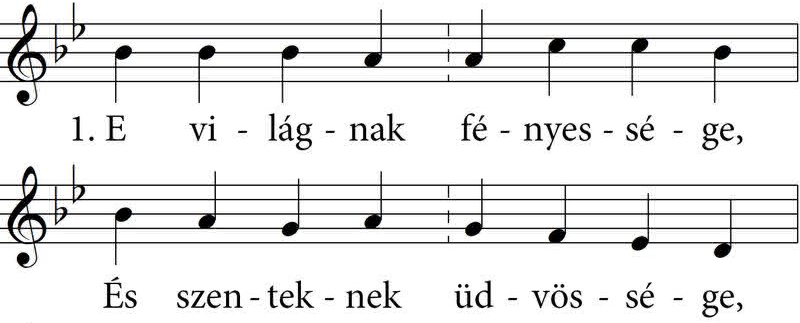 1. E vi - lág - nak fé - nyes - sé - ge,
És szen - tek - nek üd - vös - sé - ge,